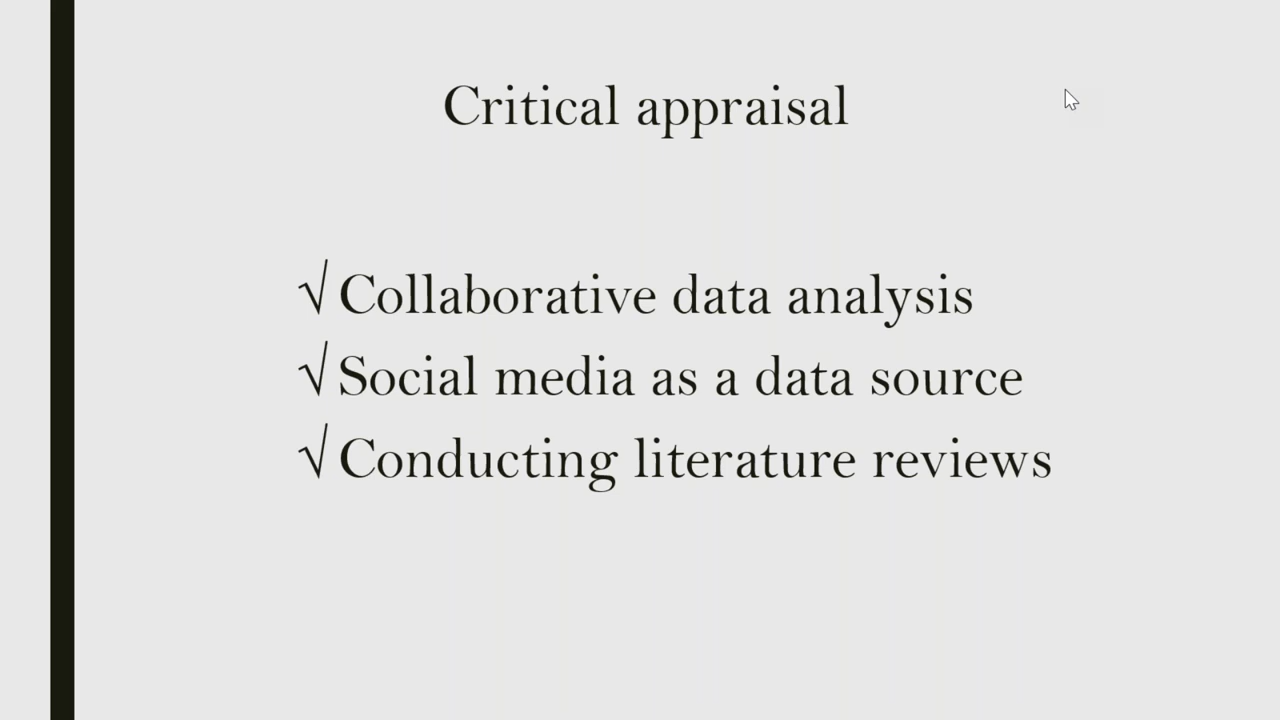 Critical appraisal
√ Collaborative data analysis
√ Social media as a data source
√ Conducting literature reviews